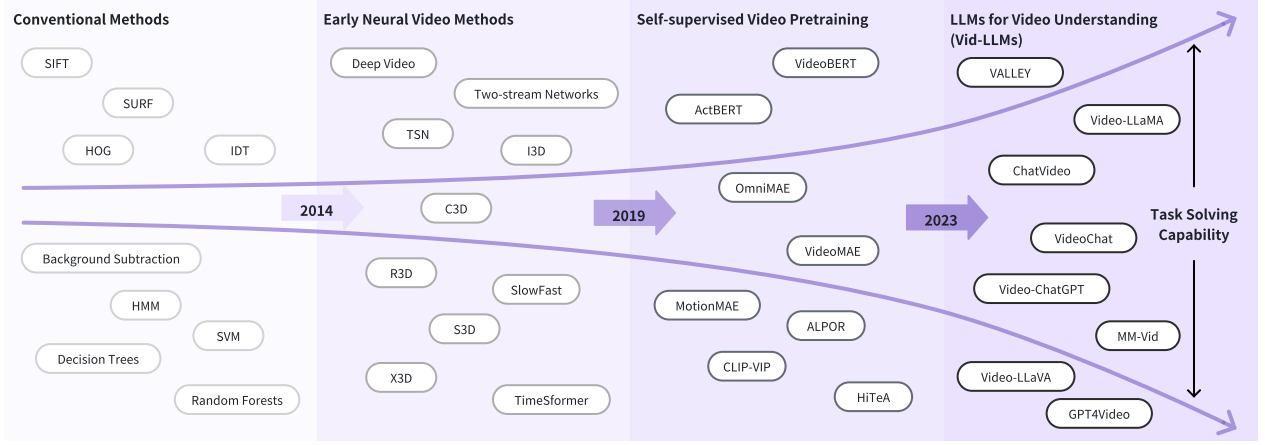 Conventional Methods
SIFT
SURF
HOG
IDT
Background Subtraction
HMM
SVM
Decision Trees
Random Forests
2014
Early Neural Video Methods
Deep Video
Two-stream Networks
TSN
I3D
C3D
R3D
SlowFast
S3D
X3D
TimeSformer
2019
Self-supervised Video Pretraining
VideoBERT
ActBERT
OmniMAE
VideoMAE
MotionMAE
ALPOR
CLIP-VIP
HiTeA
2023
LLMs for Video Understanding
(Vid-LLMs)
VALLEY
Video-LLaMA
ChatVideo
VideoChat
Video-ChatGPT
MM-Vid
Video-LLaVA
GPT4Video
Task Solving
Capability